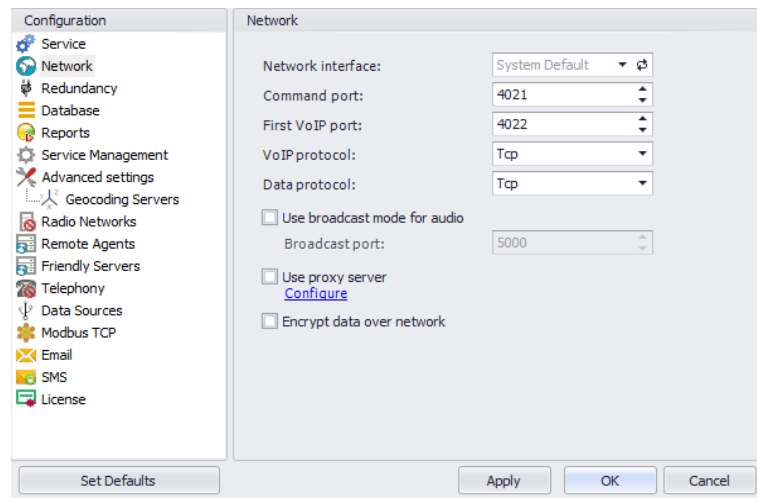 Configuration
Service
Network
Redundancy
Database
Reports
Service Management
Advanced settings
Geocoding Servers
Radio Networks
Remote Agents
Friendly Servers
Telephony
Data Sources
Modbus TCP
Email
SMS
License
Network
Network interface: System Default
Command port: 4021
First VoIP port: 4022
VoIP protocol: Tcp
Data protocol: Tcp
Use broadcast mode for audio
Broadcast port: 5000
Use proxy server
Configure
Encrypt data over network
Set Defaults Apply OK Cancel